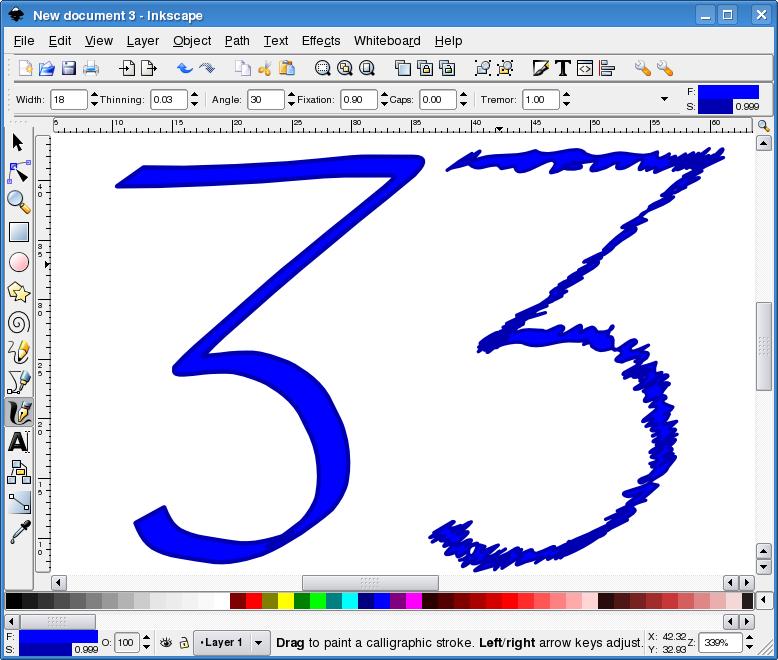 New document 3 - Inkscape
File Edit View Layer Object Path Text Effects Whiteboard Help
Width: 18 Thinning: 0.03 Angle: 30 Fixation: 0.90 Caps: 0.00 Tremor: 1.00 F:
S: 0.999
10 15 20 25 30 35 40 45 50 55 60
3 3
F: O: 100 Layer 1 Drag to paint a calligraphic stroke. Left/right arrow keys adjust. X: 42.32 Z: 339%
S: 0.999 Y: 32.93